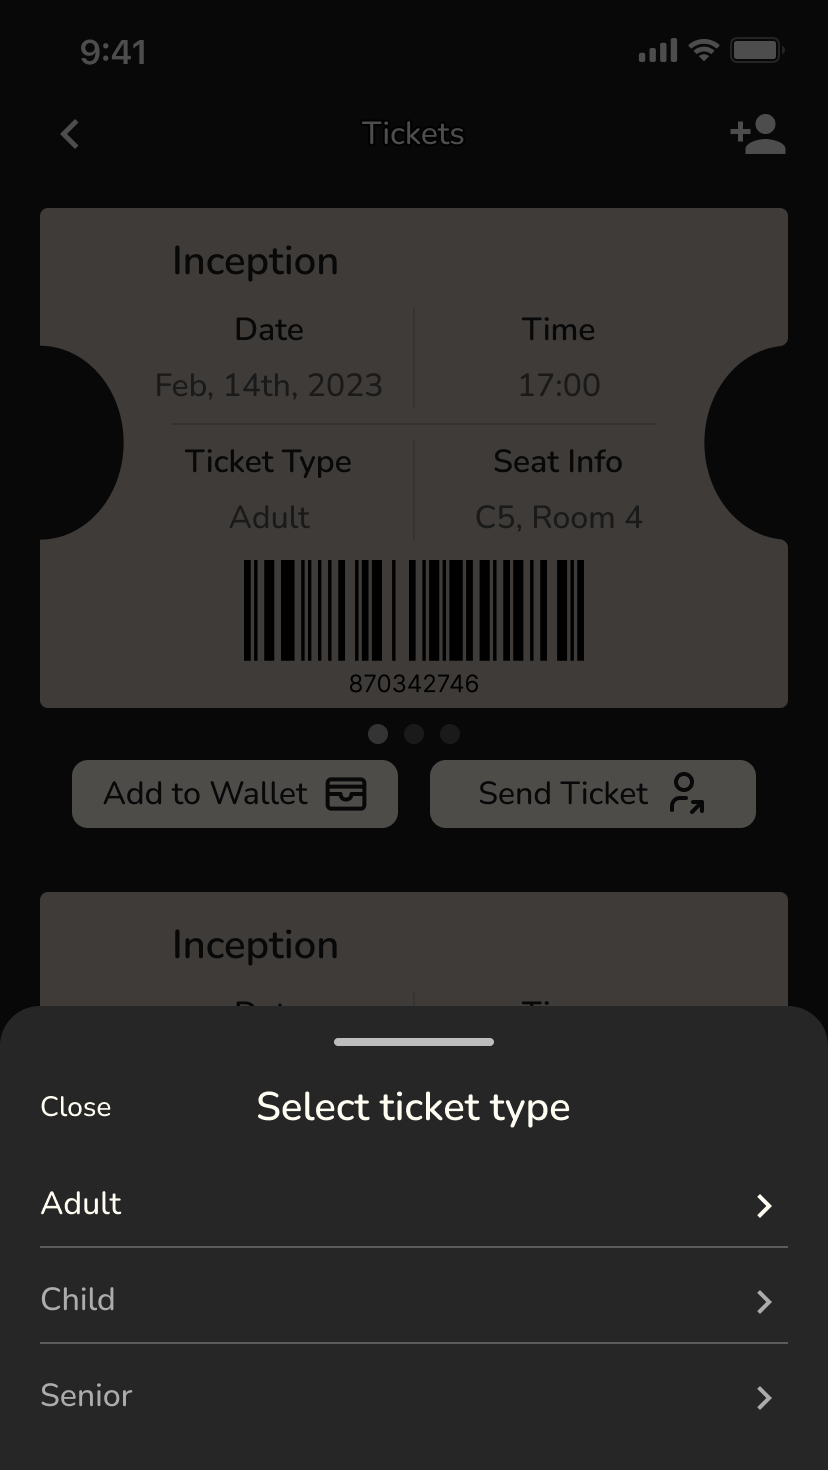 9:41
Tickets
Inception
Date Time
Feb, 14th, 2023 17:00
Ticket Type Seat Info
Adult C5, Room 4
870342746
Add to Wallet Send Ticket
Inception
Close Select ticket type
Adult
Child
Senior